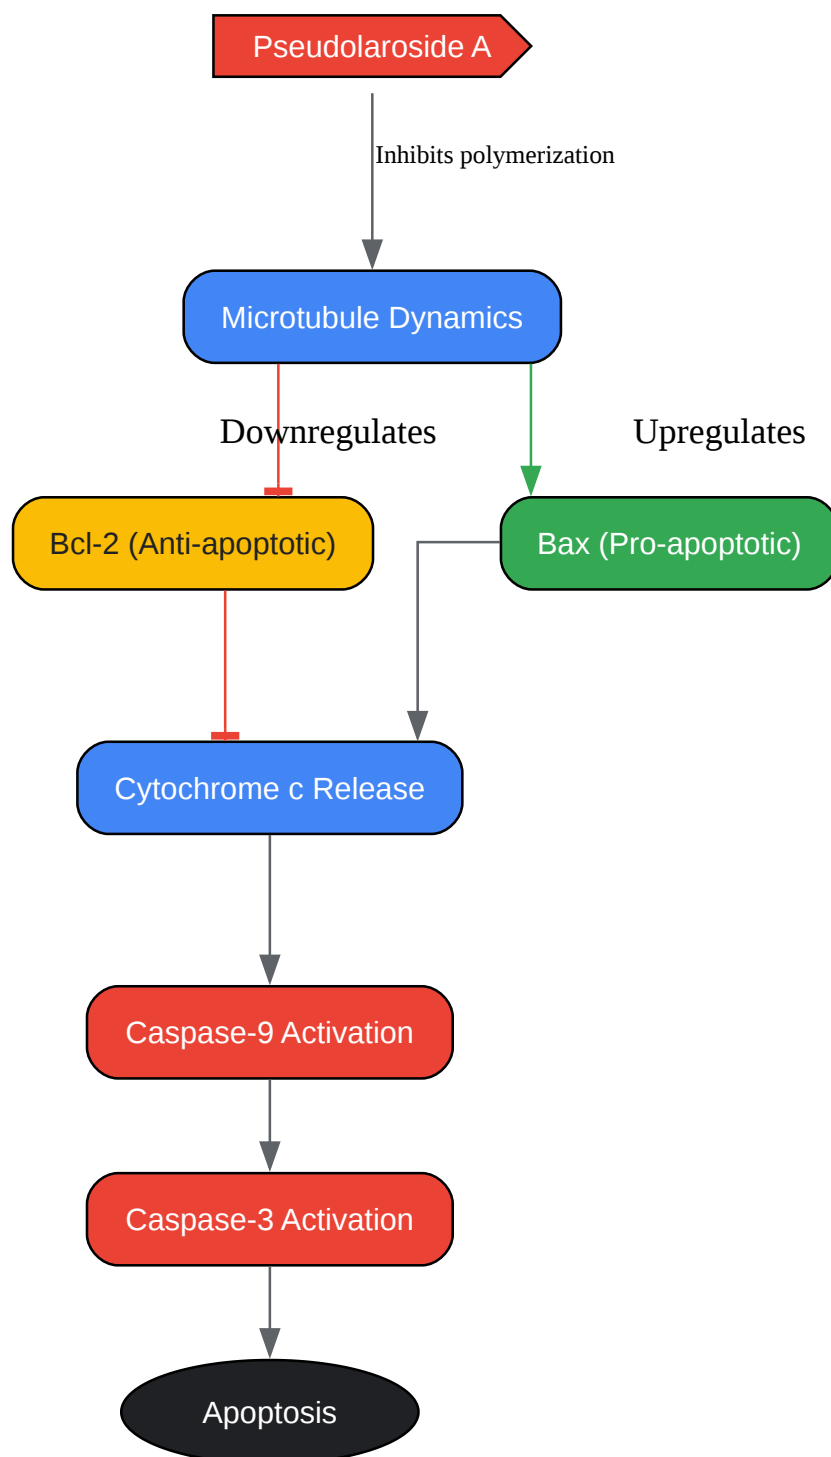 Pseudolaroside A
Inhibits polymerization
Microtubule Dynamics
Downregulates
Upregulates
Bcl-2 (Anti-apoptotic)
Bax (Pro-apoptotic)
Cytochrome c Release
Caspase-9 Activation
Caspase-3 Activation
Apoptosis